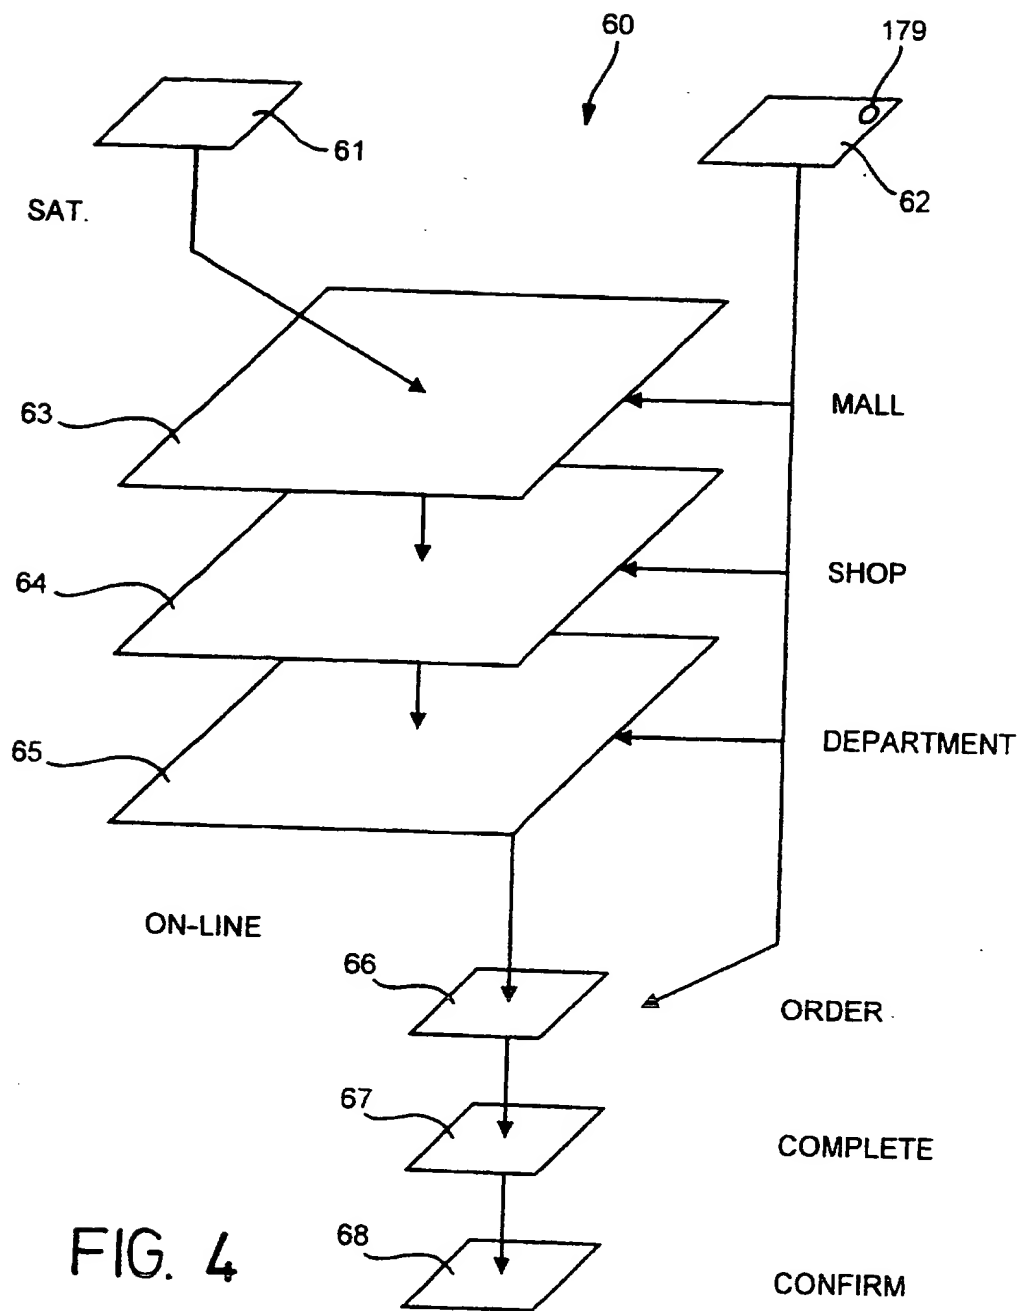 60
179
61
62
SAT.
63
MALL
64
SHOP
65
DEPARTMENT
ON-LINE
66
ORDER
67
COMPLETE
68
CONFIRM
FIG. 4